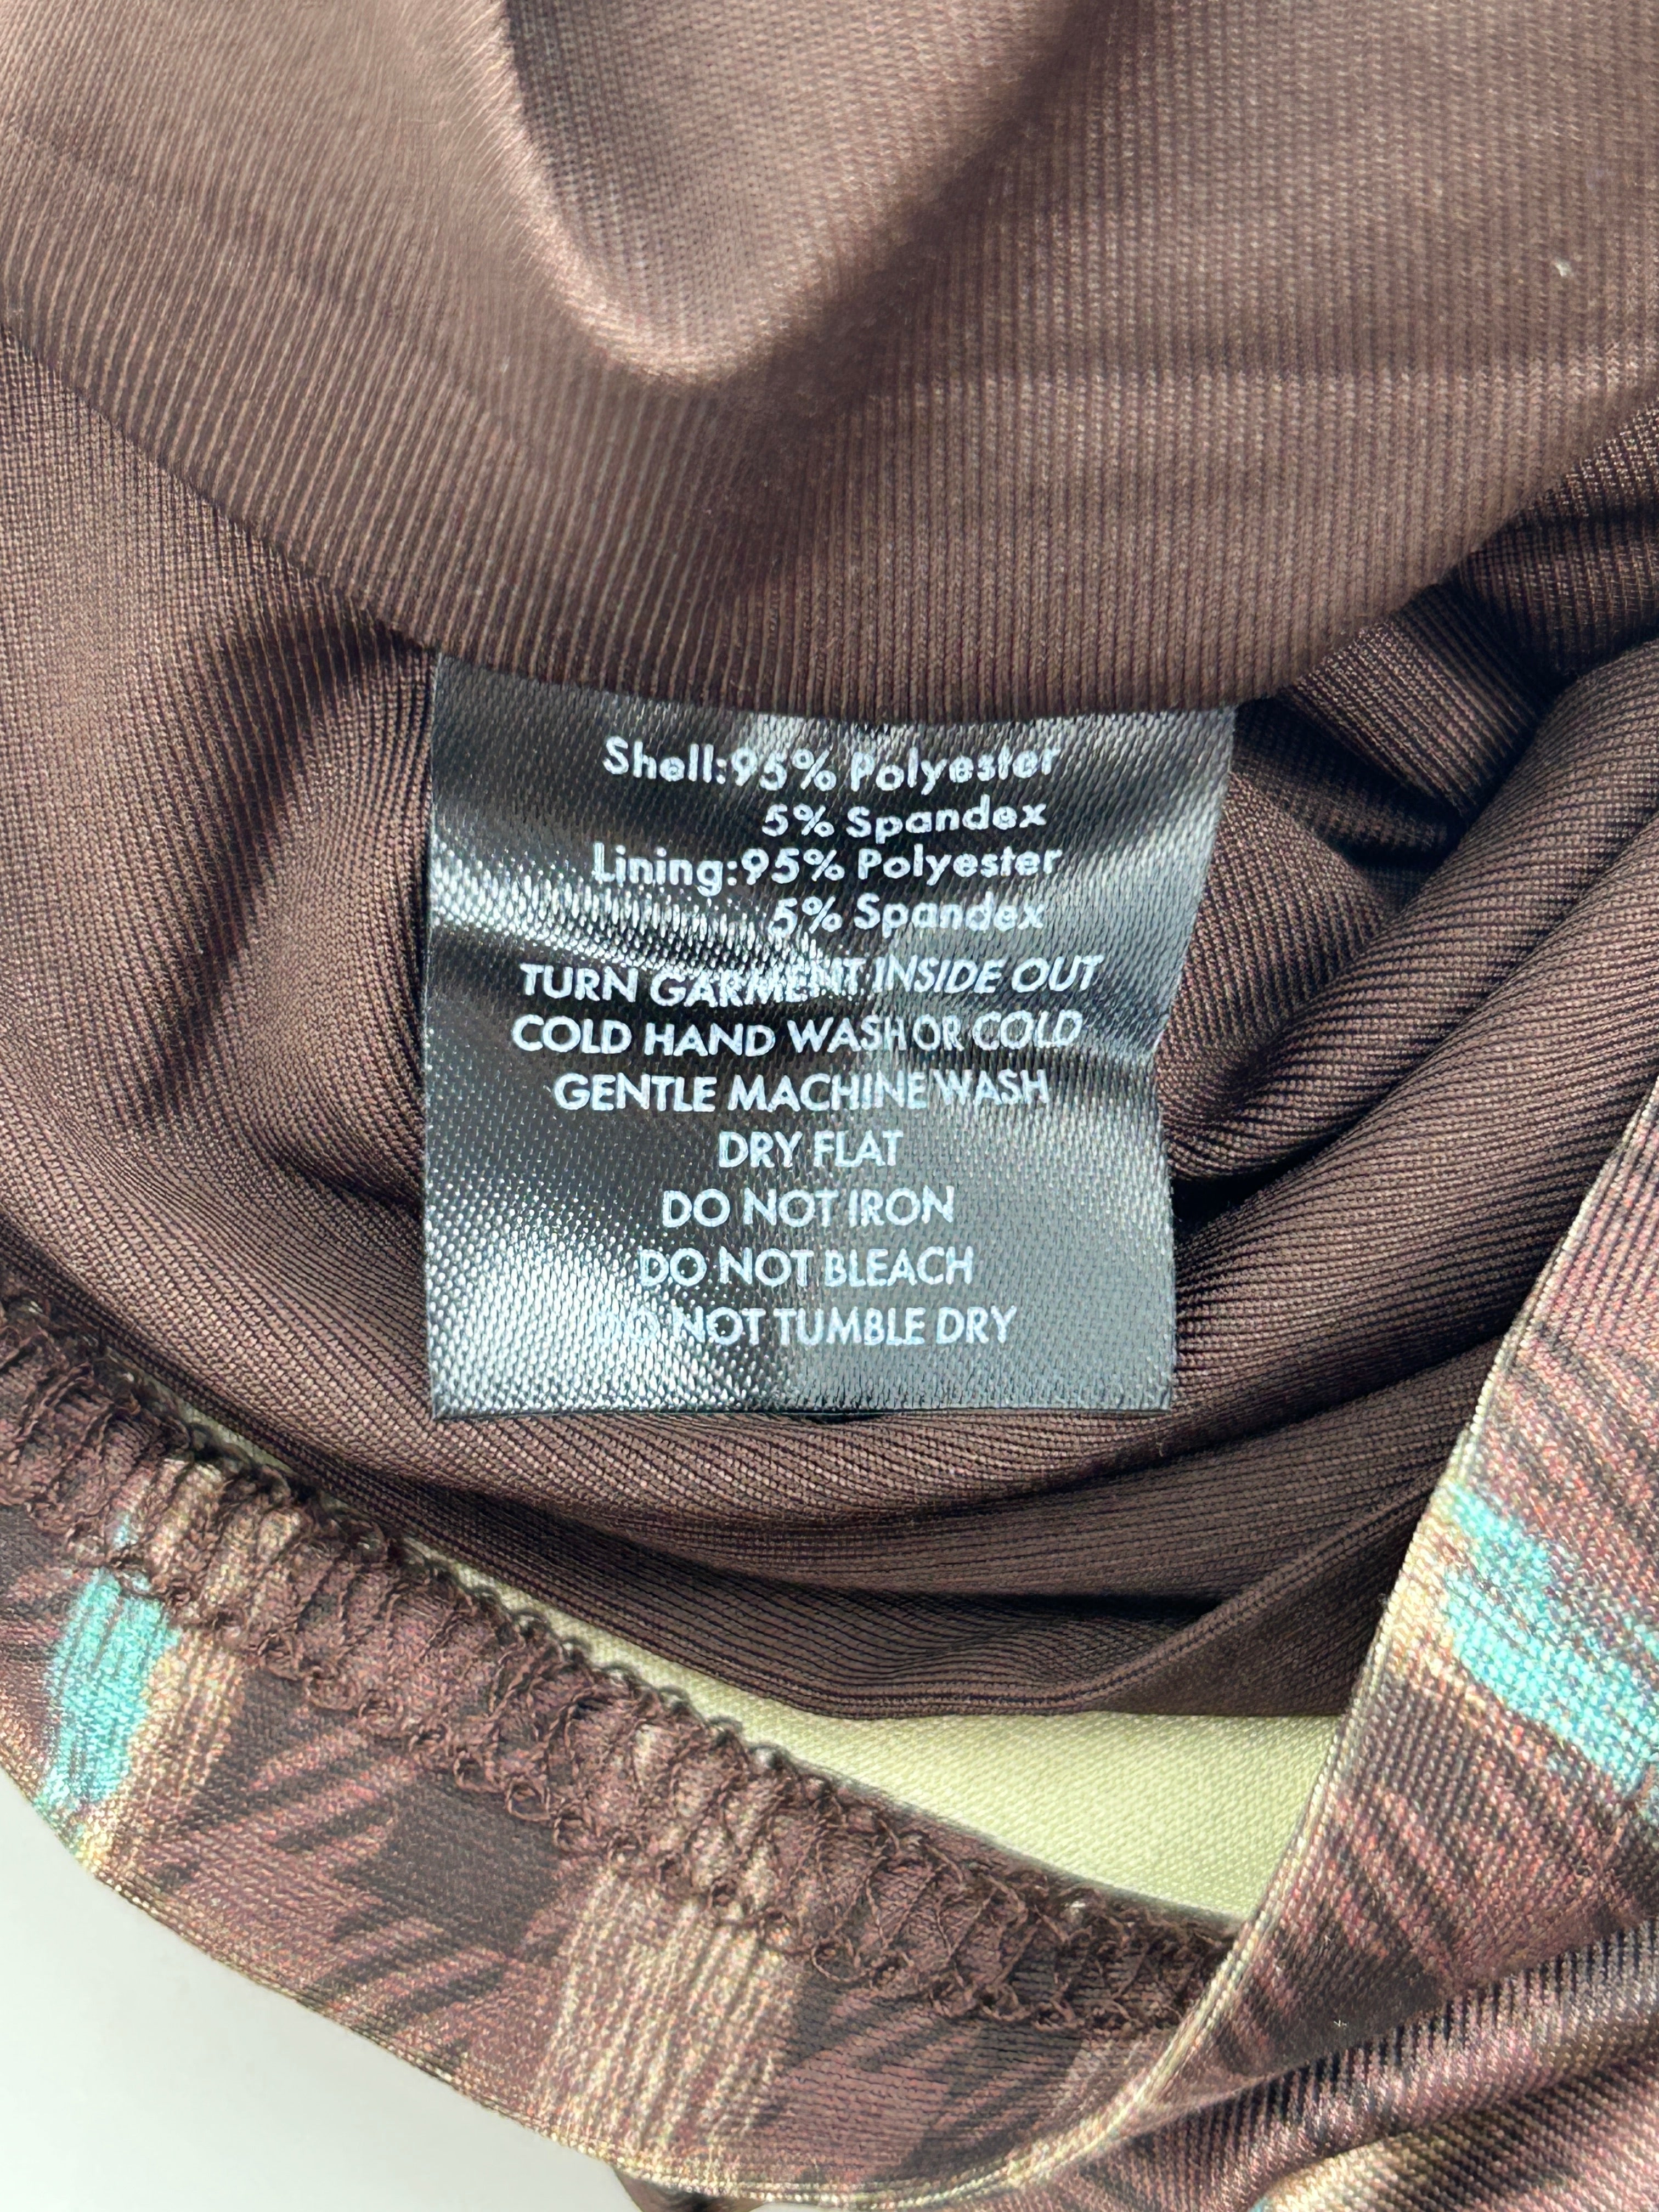 Shell:95% Polyester
5% Spandex
Lining:95% Polyester
5% Spandex
TURN GARMENT INSIDE OUT
COLD HAND WASH OR COLD
GENTLE MACHINE WASH
DRY FLAT
DO NOT IRON
DO NOT BLEACH
DO NOT TUMBLE DRY